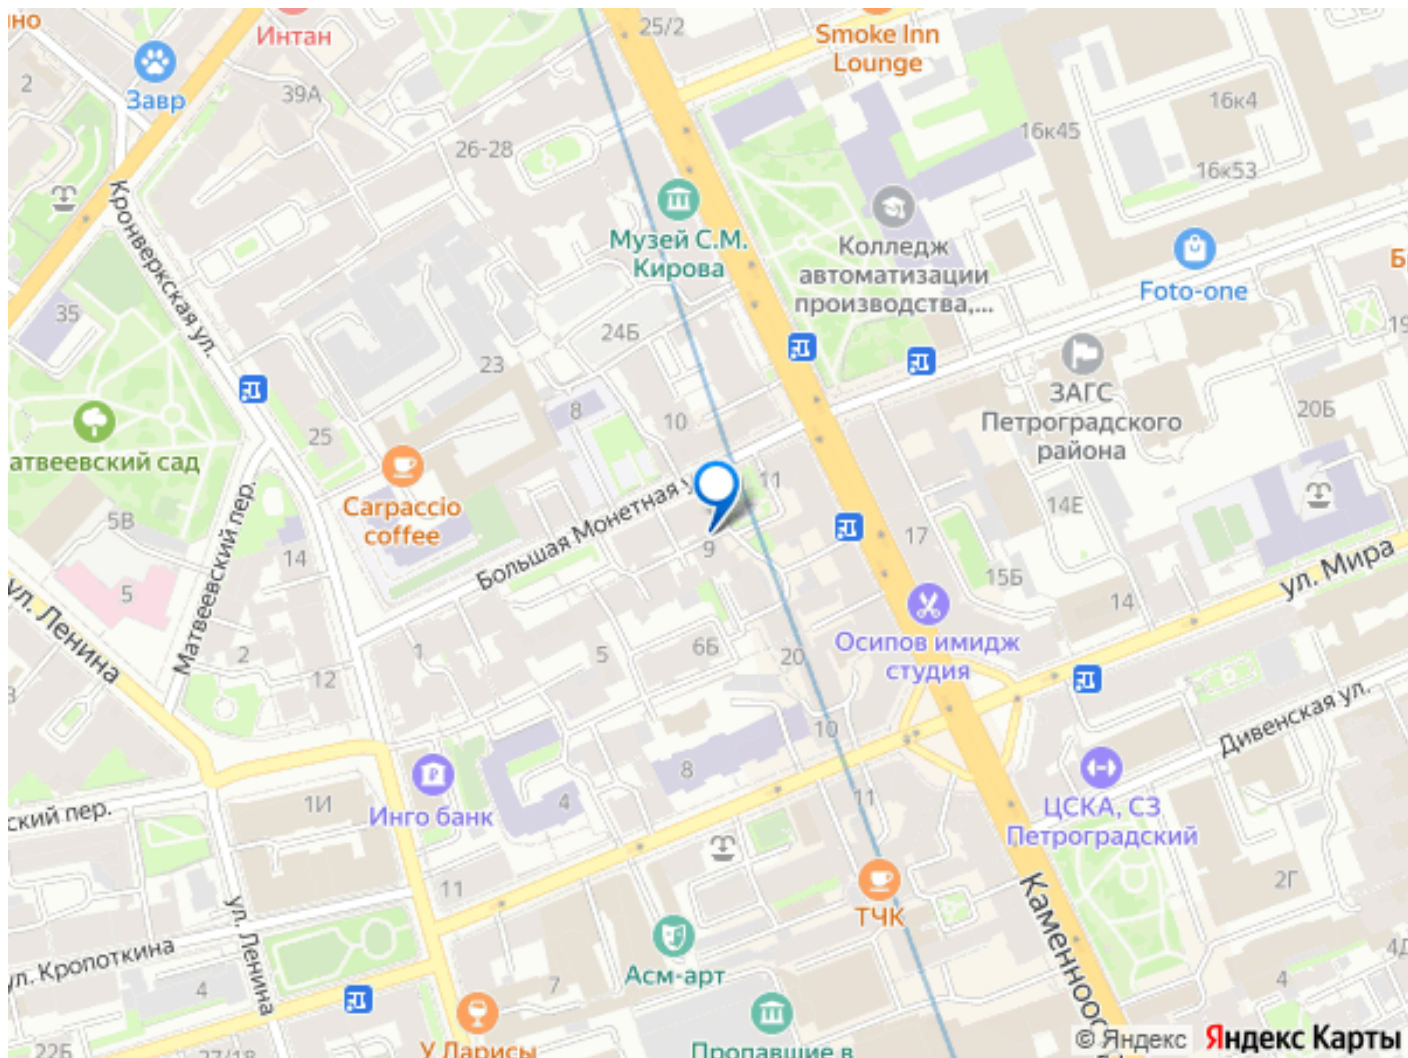 но
Интан
25/2
Smoke Inn
Lounge
2
Завр
39А
16к4
16к45
26-28
16к53
Кронверкская ул.
Музей С.М.
Кирова
Колледж
автоматизации
производства,...
Foto-one
Б
35
24Б
19
23
ЗАГС
Петроградского
района
8
10
20Б
25
атвеевский сад
Carpaccio
coffee
11
14Е
5В
Матвеевский пер.
Большая Монетная у
9
17
14
15Б
ул. Мира
5
14
ул. Ленина
Осипов имидж
студия
1
2
5
6Б
20
12
Дивенская ул.
10
8
Инго банк
1И
4
11
ЦСКА, СЗ
Петроградский
ский пер.
11
2Г
ТЧК
Каменноос
ул. Ленина
ул. Кропоткина
Асм-арт
4
7
4
У Ларисы
Пропавшие в
22Б
27/18
© Яндекс Яндекс Карты